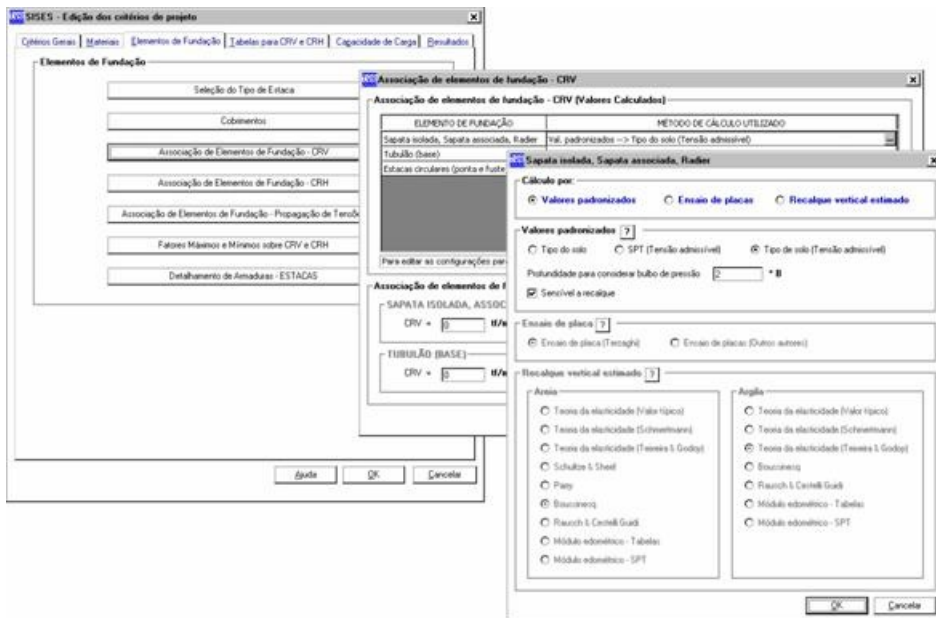 SISES - Edição dos critérios de projeto
Critérios Gerais Materiais Elementos de Fundação Tabelas para CRV e CRH Capacidade de Carga Resultados
Elementos de Fundação
Seleção do Tipo de Estaca
Cobrimentos
Associação de Elementos de Fundação - CRV
Associação de Elementos de Fundação - CRH
Associação de Elementos de Fundação - Propagação de Tensõ
Fatores Máximos e Mínimos sobre CRV e CRH
Detalhamento de Armaduras - ESTACAS
Ajuda OK Cancelar
Associação de elementos de fundação - CRV
Associação de elementos de fundação - CRV (Valores Calculados)
ELEMENTO DE FUNDAÇÃO MÉTODO DE CÁLCULO UTILIZADO
Sapata isolada, Sapata associada, Radier Val. padronizados --> Tipo do solo (Tensão admissível)
Tubulão (base)
Estacas circulares (ponta e fuste
Para editar as configurações par
Associação de elementos de f
SAPATA ISOLADA, ASSOC
CRV = 0 tf/m
TUBULÃO (BASE)
CRV = 0 tf/m
Sapata isolada, Sapata associada, Radier
Cálculo por:
Valores padronizados Ensaio de placas Recalque vertical estimado
Valores padronizados ?
Tipo do solo SPT (Tensão admissível) Tipo de solo (Tensão admissível)
Profundidade para considerar bulbo de pressão 2 * B
Sensível a recalque
Ensaio de placa ?
Ensaio de placa (Terzaghi) Ensaio de placas (Outros autores)
Recalque vertical estimado ?
Areia
Teoria da elasticidade (Valor típico)
Teoria da elasticidade (Schmertmann)
Teoria da elasticidade (Teixeira & Godoy)
Schultze & Sherif
Parry
Boussinesq
Rausch & Cestelli Guidi
Módulo edométrico - Tabelas
Módulo edométrico - SPT
Argila
Teoria da elasticidade (Valor típico)
Teoria da elasticidade (Schmertmann)
Teoria da elasticidade (Teixeira & Godoy)
Boussinesq
Rausch & Cestelli Guidi
Módulo edométrico - Tabelas
Módulo edométrico - SPT
OK Cancelar